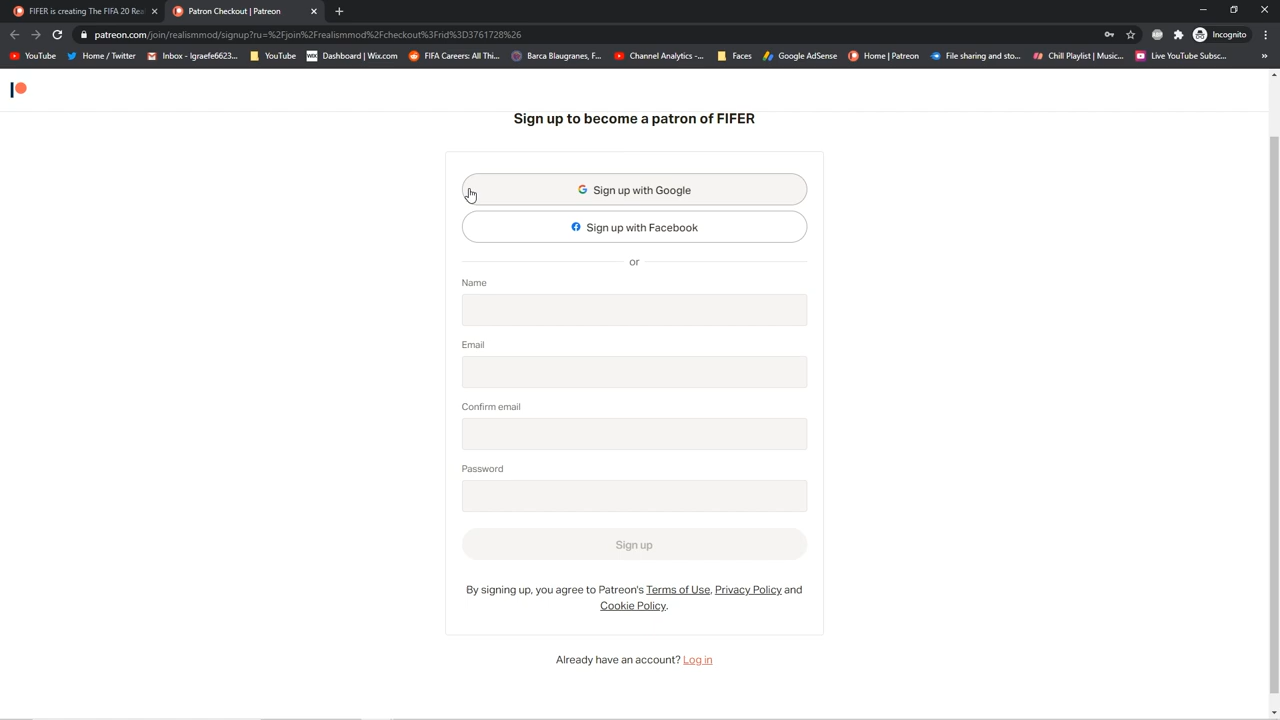 FIFER is creating The FIFA 20 Rea
Patron Checkout | Patreon
patreon.com/join/realismmod/signup?ru=%2Fjoin%2Frealismmod%2Fcheckout%3Frid%3D3761728%26
Incognito
YouTube
Home / Twitter
Inbox - lgraefe6623...
YouTube
Dashboard | Wix.com
FIFA Careers: All Thi...
Barca Blaugranes, F...
Channel Analytics -...
Faces
Google AdSense
Home | Patreon
File sharing and sto...
Chill Playlist | Music...
Live YouTube Subsc...
Sign up to become a patron of FIFER
Sign up with Google
Sign up with Facebook
or
Name
Email
Confirm email
Password
Sign up
By signing up, you agree to Patreon's Terms of Use, Privacy Policy and
Cookie Policy.
Already have an account? Log in